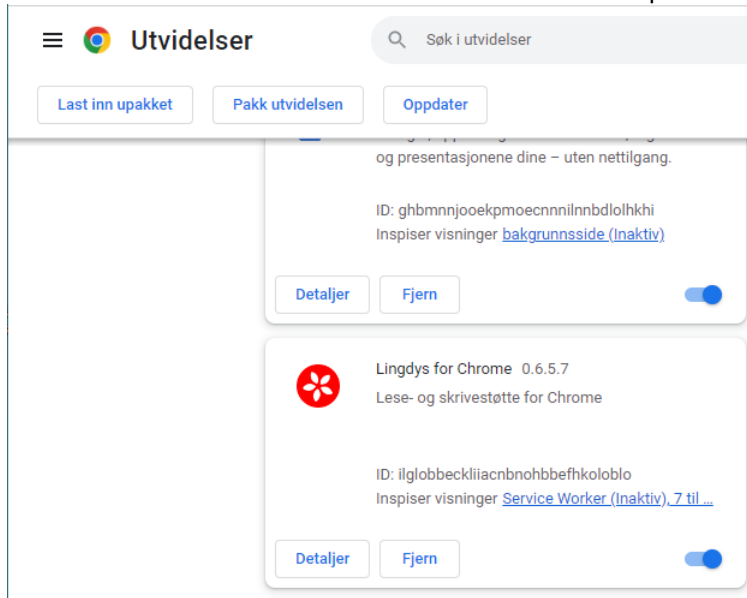 Utvidelser
Søk i utvidelser
Last inn upakket
Pakk utvidelsen
Oppdater
og presentasjonene dine – uten nettilgang.
ID: ghbmnnjooekpmoecnnnilnnbdlolhkhi
Inspiser visninger bakgrunnsside (Inaktiv)
Detaljer
Fjern
Lingdys for Chrome 0.6.5.7
Lese- og skrivestøtte for Chrome
ID: ilglobbeckliiacnbnohbbefhkoloblo
Inspiser visninger Service Worker (Inaktiv), 7 til ...
Detaljer
Fjern